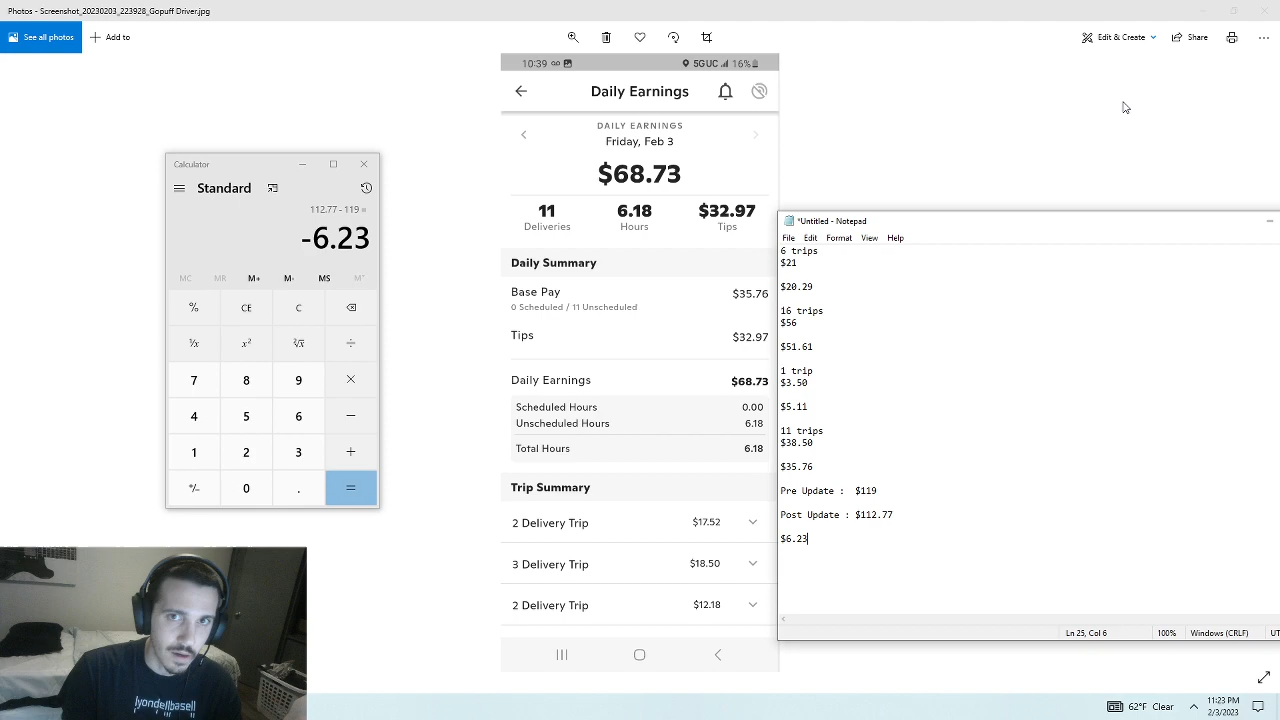 Photos - Screenshot_20230203_223928_Gopuff Driver.jpg
See all photos
Add to
Edit & Create
Share
10:39
5GUC
16%
Daily Earnings
DAILY EARNINGS
Friday, Feb 3
$68.73
11
6.18
$32.97
Deliveries
Hours
Tips
Daily Summary
Base Pay
$35.76
0 Scheduled / 11 Unscheduled
Tips
$32.97
Daily Earnings
$68.73
Scheduled Hours
0.00
Unscheduled Hours
6.18
Total Hours
6.18
Trip Summary
2 Delivery Trip
$17.52
3 Delivery Trip
$18.50
2 Delivery Trip
$12.18
Calculator
Standard
112.77 - 119 =
-6.23
MC MR M+ M- MS M˅
% CE C
¹/x x² ²√x ÷
7 8 9 ×
4 5 6 −
1 2 3 +
+/− 0 . =
*Untitled - Notepad
File Edit Format View Help
6 trips
$21
$20.29
16 trips
$56
$51.61
1 trip
$3.50
$5.11
11 trips
$38.50
$35.76
Pre Update : $119
Post Update : $112.77
$6.23
Ln 25, Col 6
100%
Windows (CRLF)
UT
lyondellbasell
62°F Clear
11:23 PM
2/3/2023